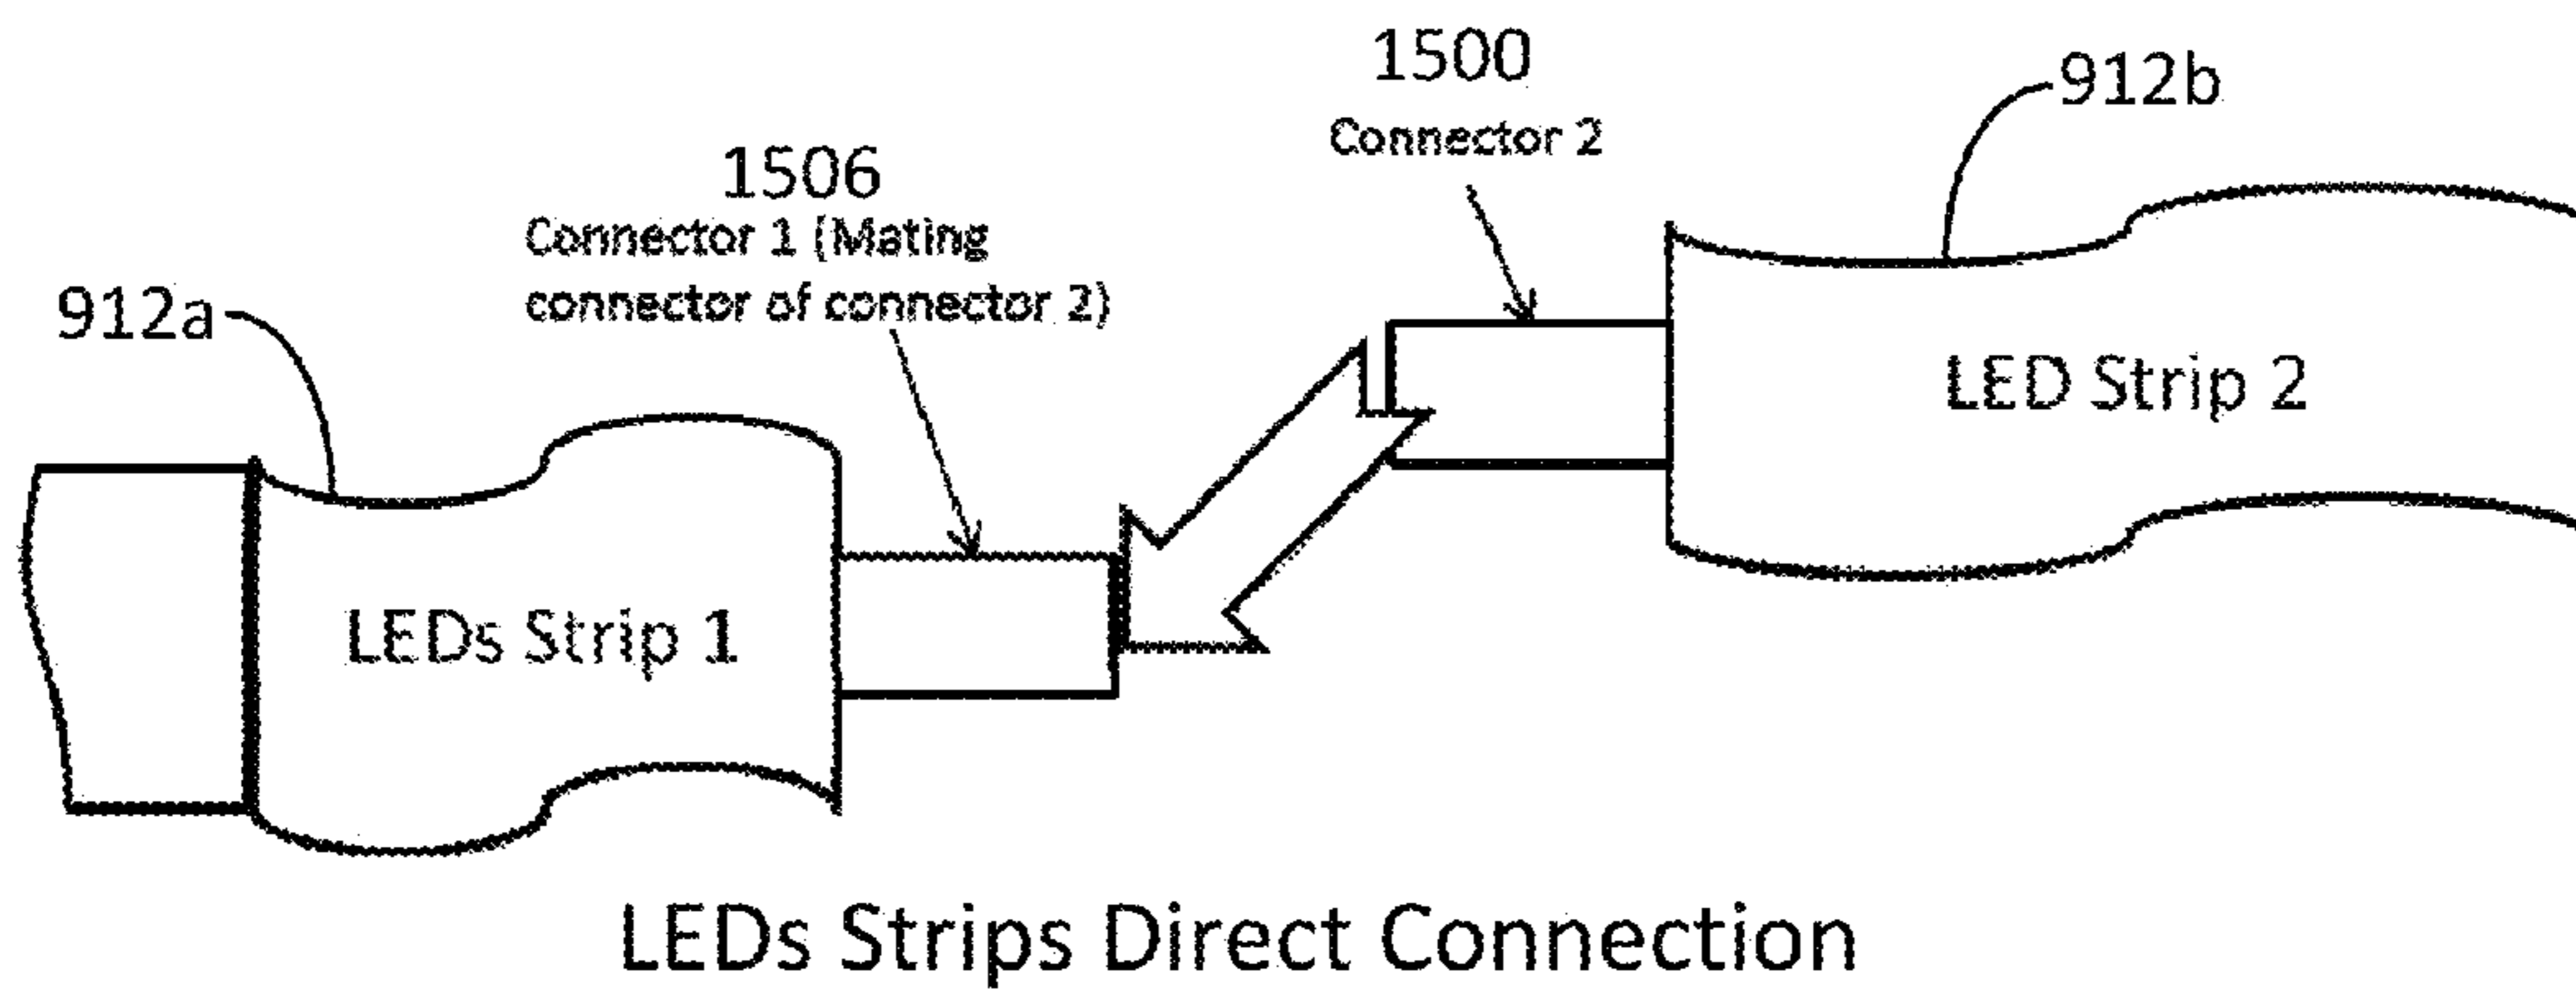 1500
912b
Connector 2
1506
Connector 1 (Mating
connector of connector 2)
912a
LED Strip 2
LEDs Strip 1
LEDs Strips Direct Connection